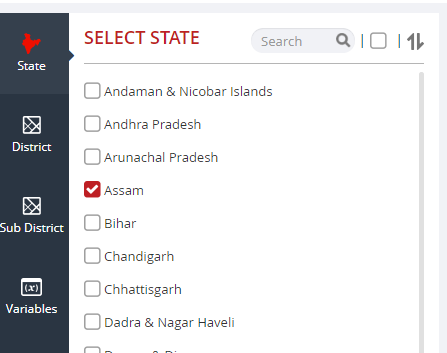 State
District
Sub District
(x)
Variables
SELECT STATE
Search
Andaman & Nicobar Islands
Andhra Pradesh
Arunachal Pradesh
Assam
Bihar
Chandigarh
Chhattisgarh
Dadra & Nagar Haveli